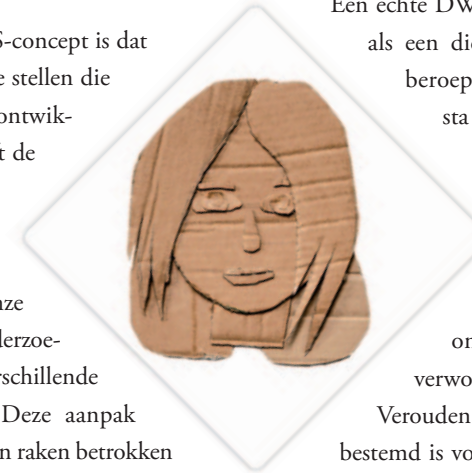 S-concept is dat
e stellen die
ontwik-
t de
nze
derzoe-
rschillende
Deze aanpak
n raken betrokken
Een echte DW
als een die
beroep
sta
on
verwo
Verouden
bestemd is vo